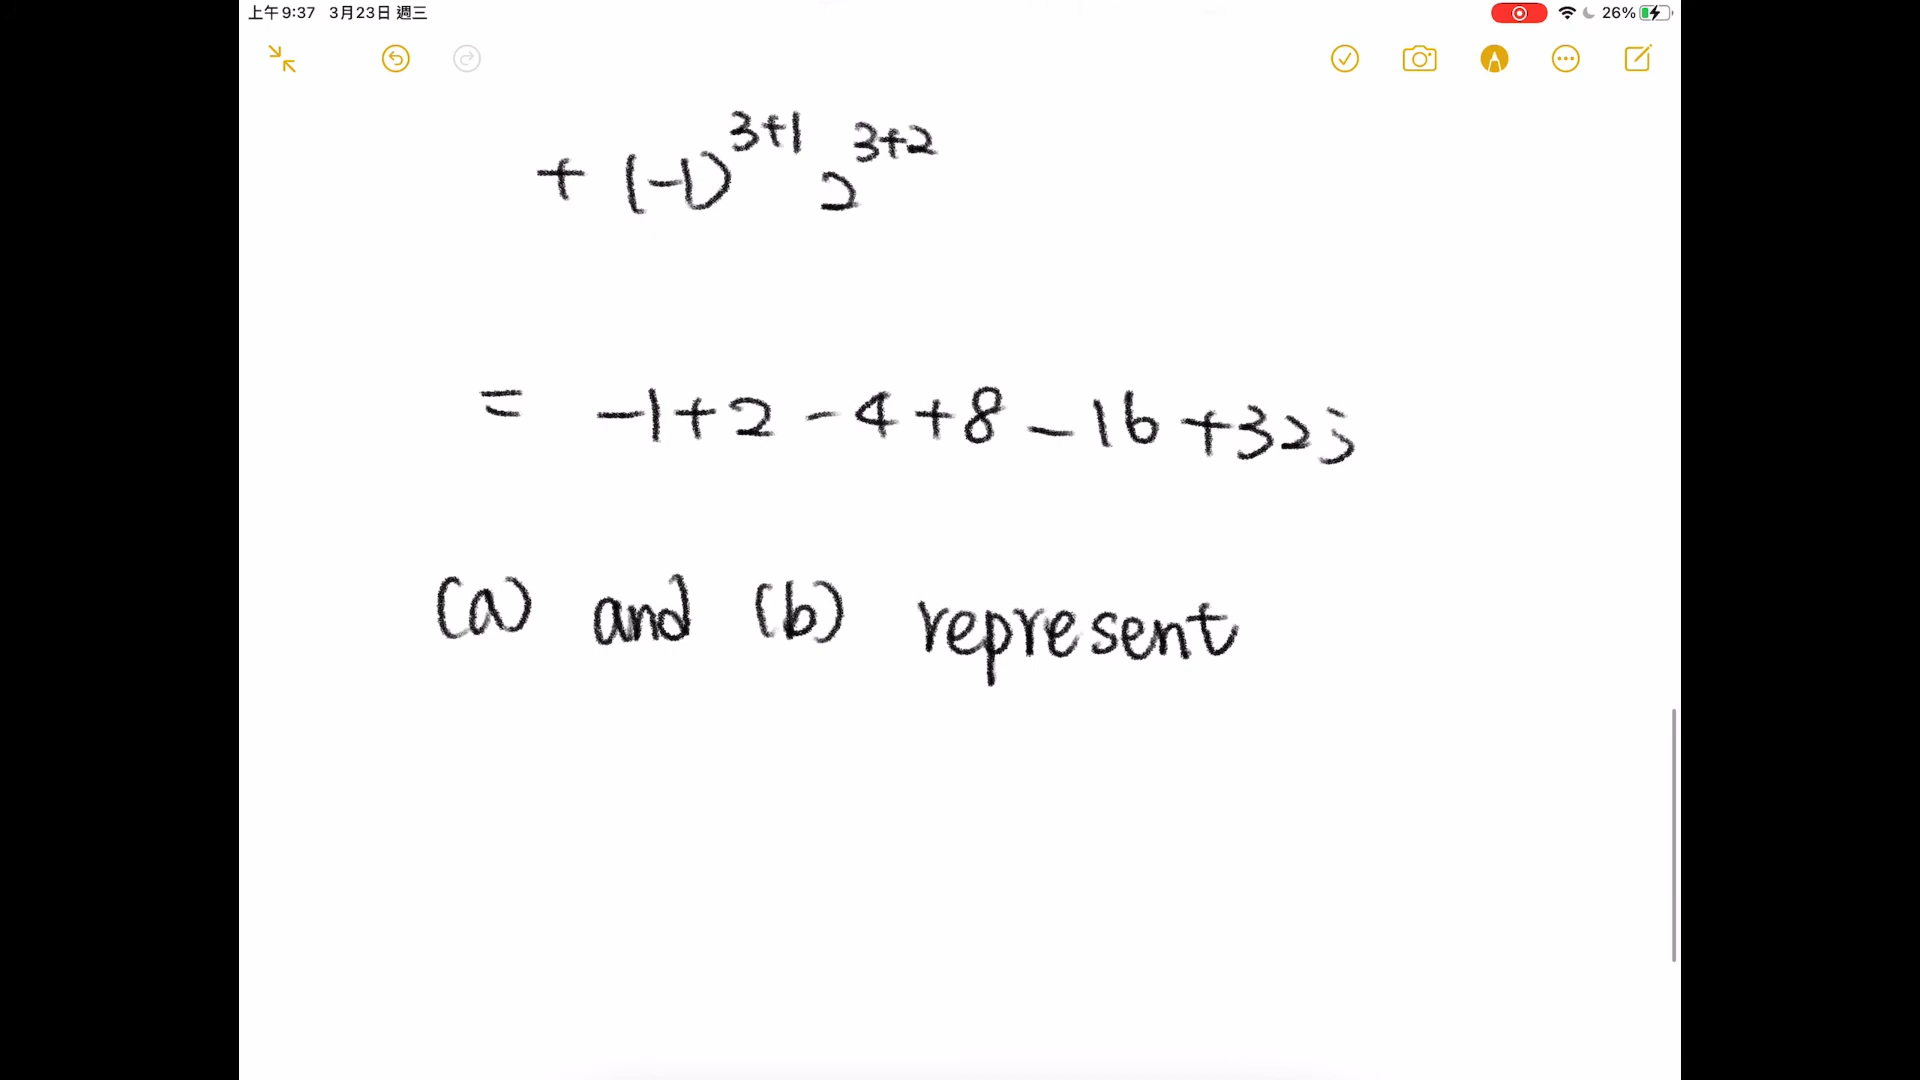 上午9:37 3月23日 週三 26%
+ (-1)^{3+1} 2^{3+2}
= -1+2-4+8-16+32;
(a) and (b) represent